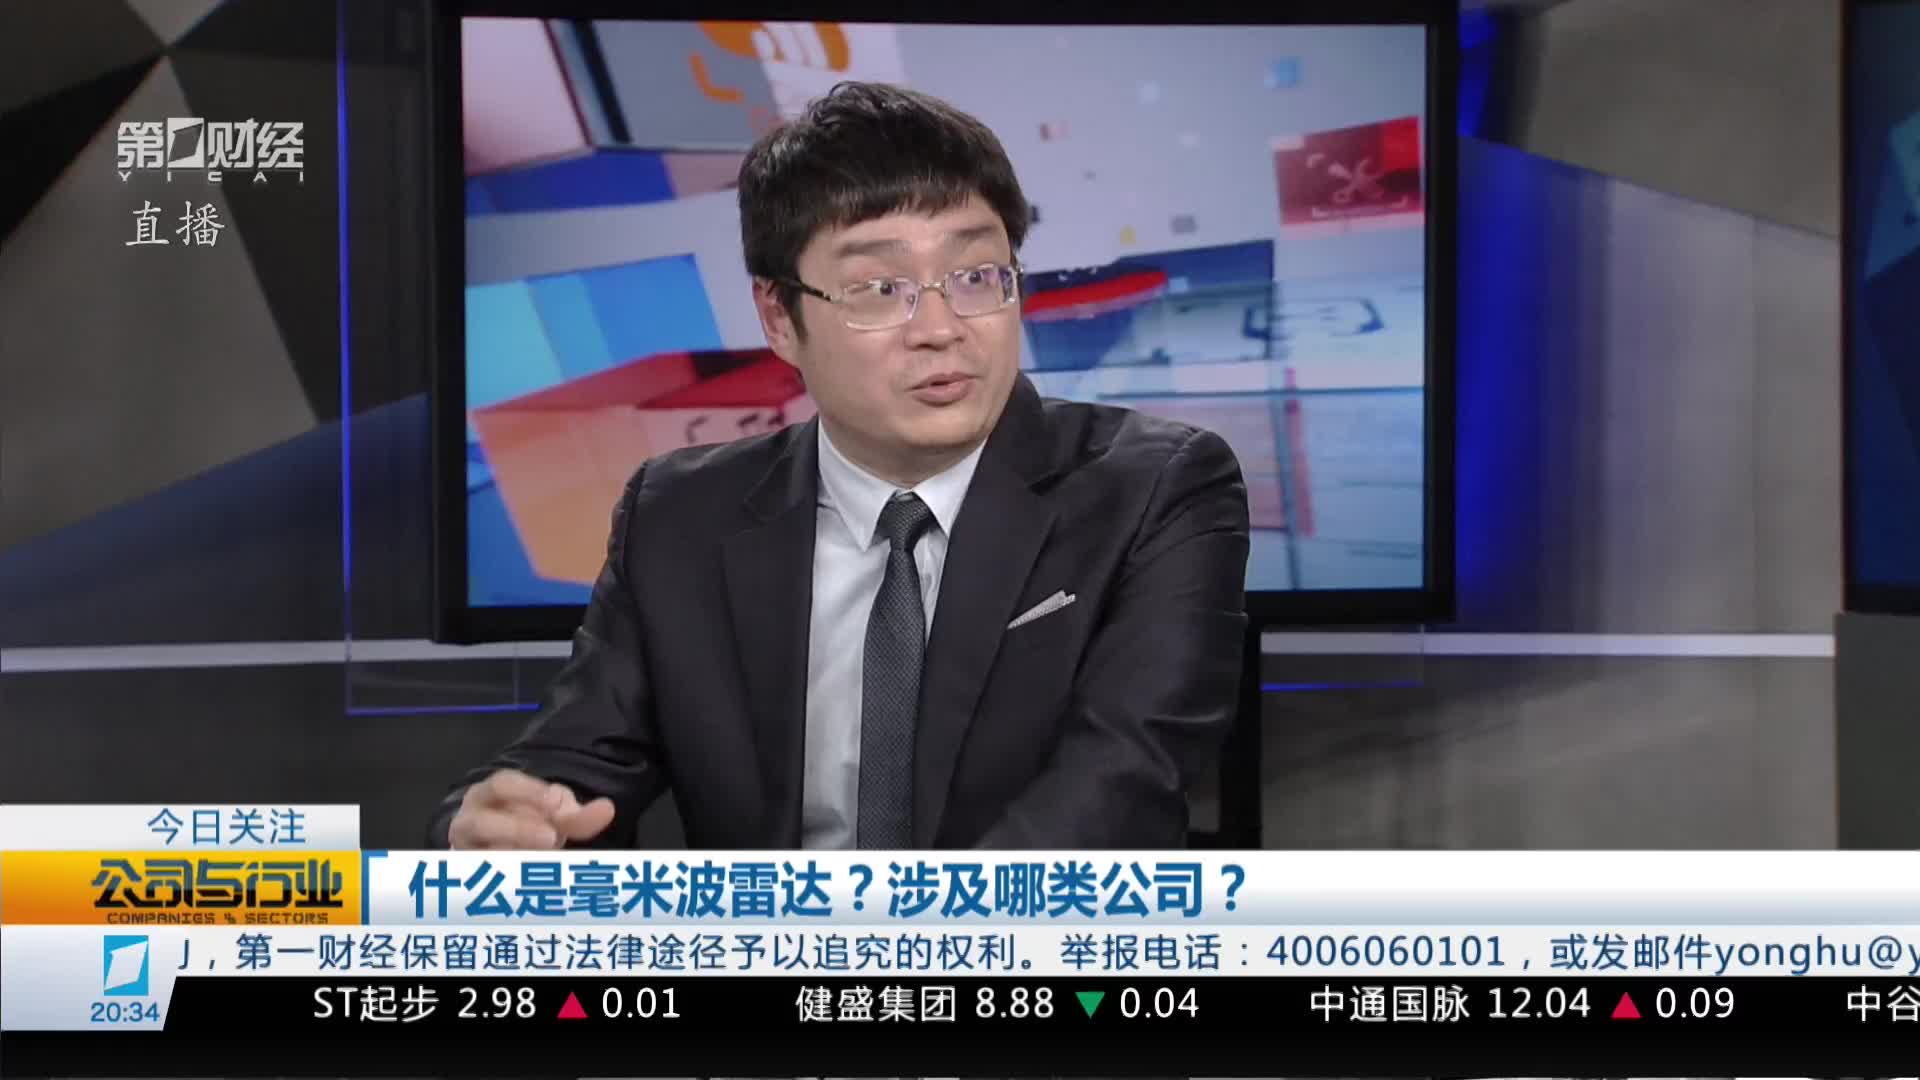 第一财经
YICAI
直播
今日关注
公司与行业
COMPANIES & SECTORS
什么是毫米波雷达？涉及哪类公司？
，第一财经保留通过法律途径予以追究的权利。举报电话：4006060101，或发邮件yonghu@y
20:34
ST起步 2.98 ▲ 0.01 健盛集团 8.88 ▼ 0.04 中通国脉 12.04 ▲ 0.09 中谷